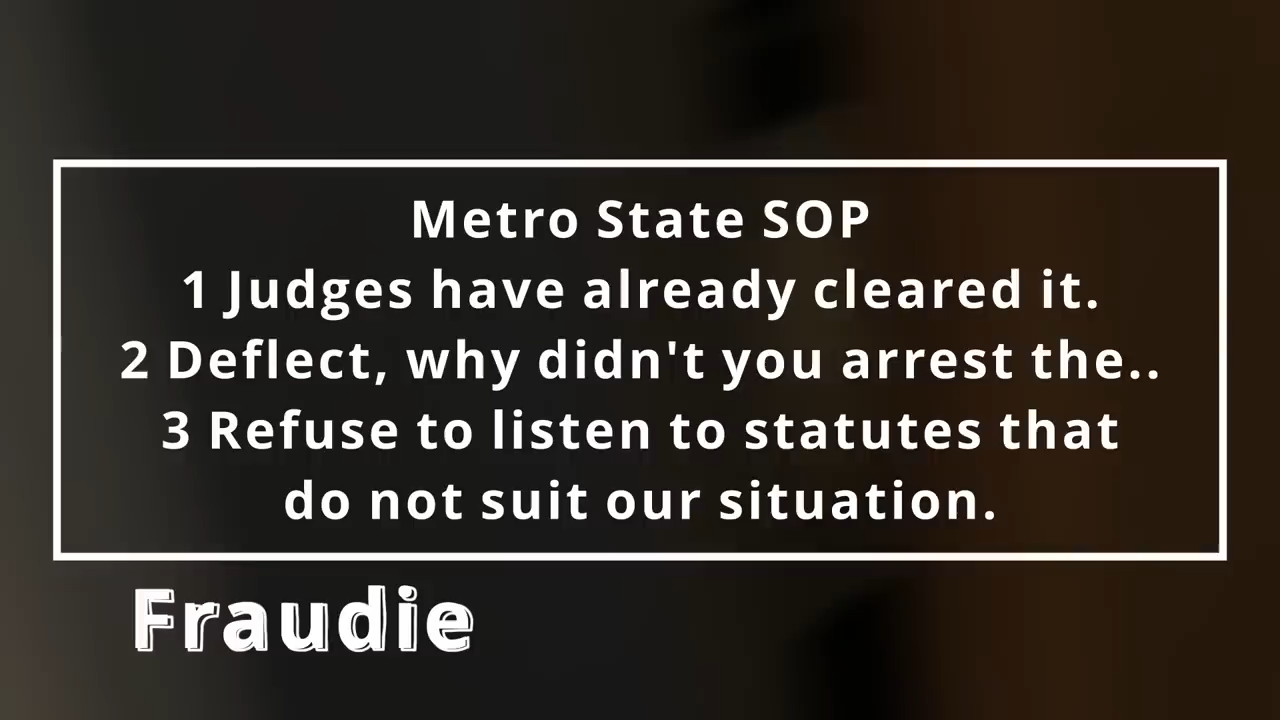 Metro State SOP
1 Judges have already cleared it.
2 Deflect, why didn't you arrest the..
3 Refuse to listen to statutes that
do not suit our situation.
Fraudie